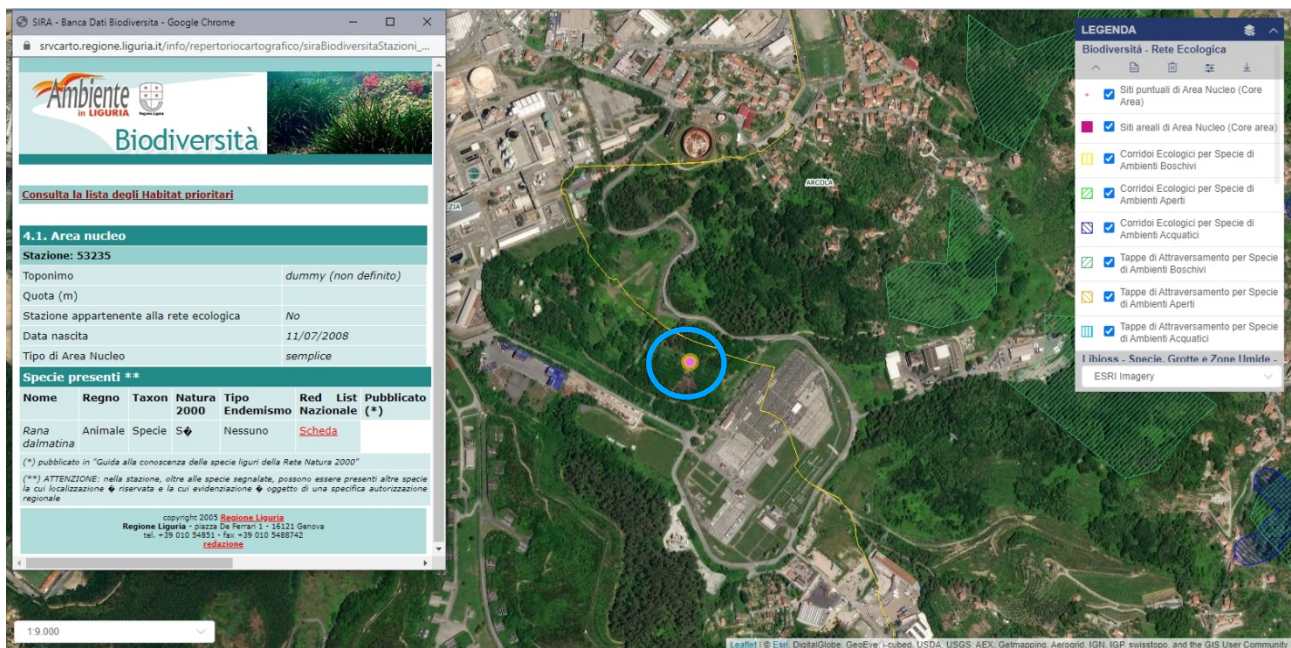 SIRA - Banca Dati Biodiversita - Google Chrome
srvcarto.regione.liguria.it/info/repertoriocartografico/siraBiodiversitaStazioni_...
Ambiente
in LIGURIA
Regione Liguria
Biodiversità
Consulta la lista degli Habitat prioritari
4.1. Area nucleo
Stazione: 53235
Toponimo dummy (non definito)
Quota (m)
Stazione appartenente alla rete ecologica No
Data nascita 11/07/2008
Tipo di Area Nucleo semplice
Specie presenti **
Nome Regno Taxon Natura 2000 Tipo Endemismo Red List Nazionale Pubblicato (*)
Rana dalmatina Animale Specie S� Nessuno Scheda
(*) pubblicato in "Guida alla conoscenza delle specie liguri della Rete Natura 2000"
(**) ATTENZIONE: nella stazione, oltre alle specie segnalate, possono essere presenti altre specie
la cui localizzazione � riservata e la cui evidenziazione � oggetto di una specifica autorizzazione
regionale
copyright 2005 Regione Liguria
Regione Liguria - piazza De Ferrari 1 - 16121 Genova
tel. +39 010 54851 - fax +39 010 5488742
redazione
1:9.000
ZIA
ARCOLA
LEGENDA
Biodiversità - Rete Ecologica
Siti puntuali di Area Nucleo (Core
Area)
Siti areali di Area Nucleo (Core area)
Corridoi Ecologici per Specie di
Ambienti Boschivi
Corridoi Ecologici per Specie di
Ambienti Aperti
Corridoi Ecologici per Specie di
Ambienti Acquatici
Tappe di Attraversamento per Specie
di Ambienti Boschivi
Tappe di Attraversamento per Specie
di Ambienti Aperti
Tappe di Attraversamento per Specie
di Ambienti Acquatici
Libioss - Specie, Grotte e Zone Umide -
ESRI Imagery
Leaflet | © Esri, DigitalGlobe, GeoEye, i-cubed, USDA, USGS, AEX, Getmapping, Aerogrid, IGN, IGP, swisstopo, and the GIS User Community